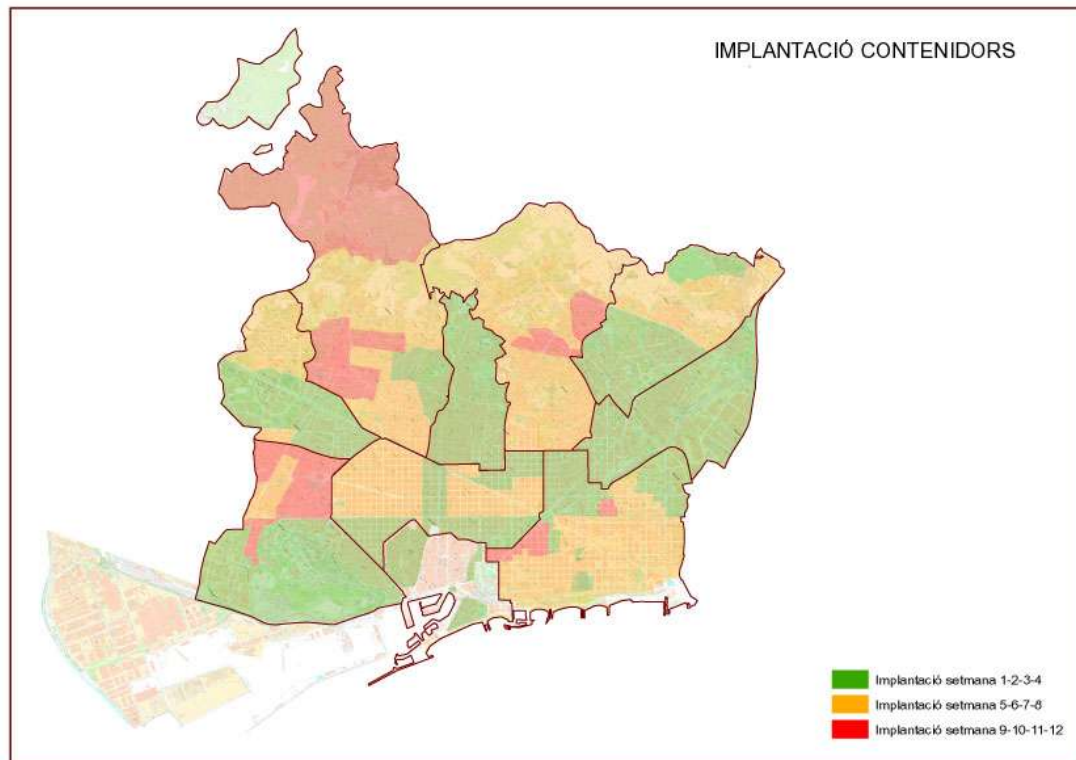 IMPLANTACIÓ CONTENIDORS
Implantació setmana 1-2-3-4
Implantació setmana 5-6-7-8
Implantació setmana 9-10-11-12